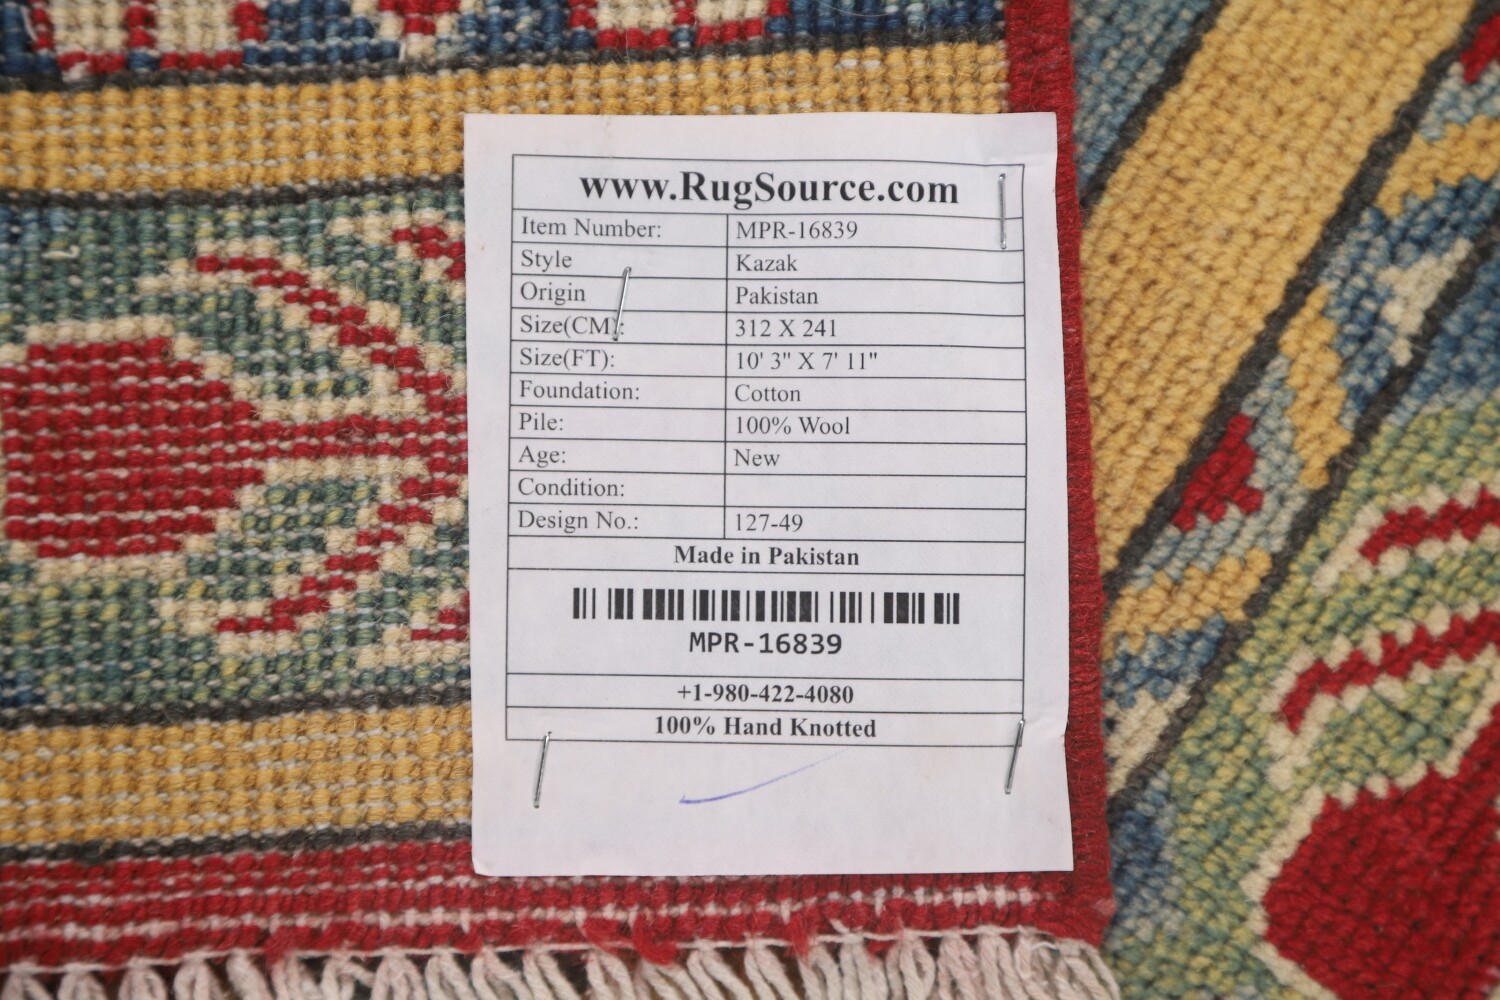 www.RugSource.com
Item Number: MPR-16839
Style Kazak
Origin Pakistan
Size(CM): 312 X 241
Size(FT): 10' 3" X 7' 11"
Foundation: Cotton
Pile: 100% Wool
Age: New
Condition:
Design No.: 127-49
Made in Pakistan
MPR-16839
+1-980-422-4080
100% Hand Knotted